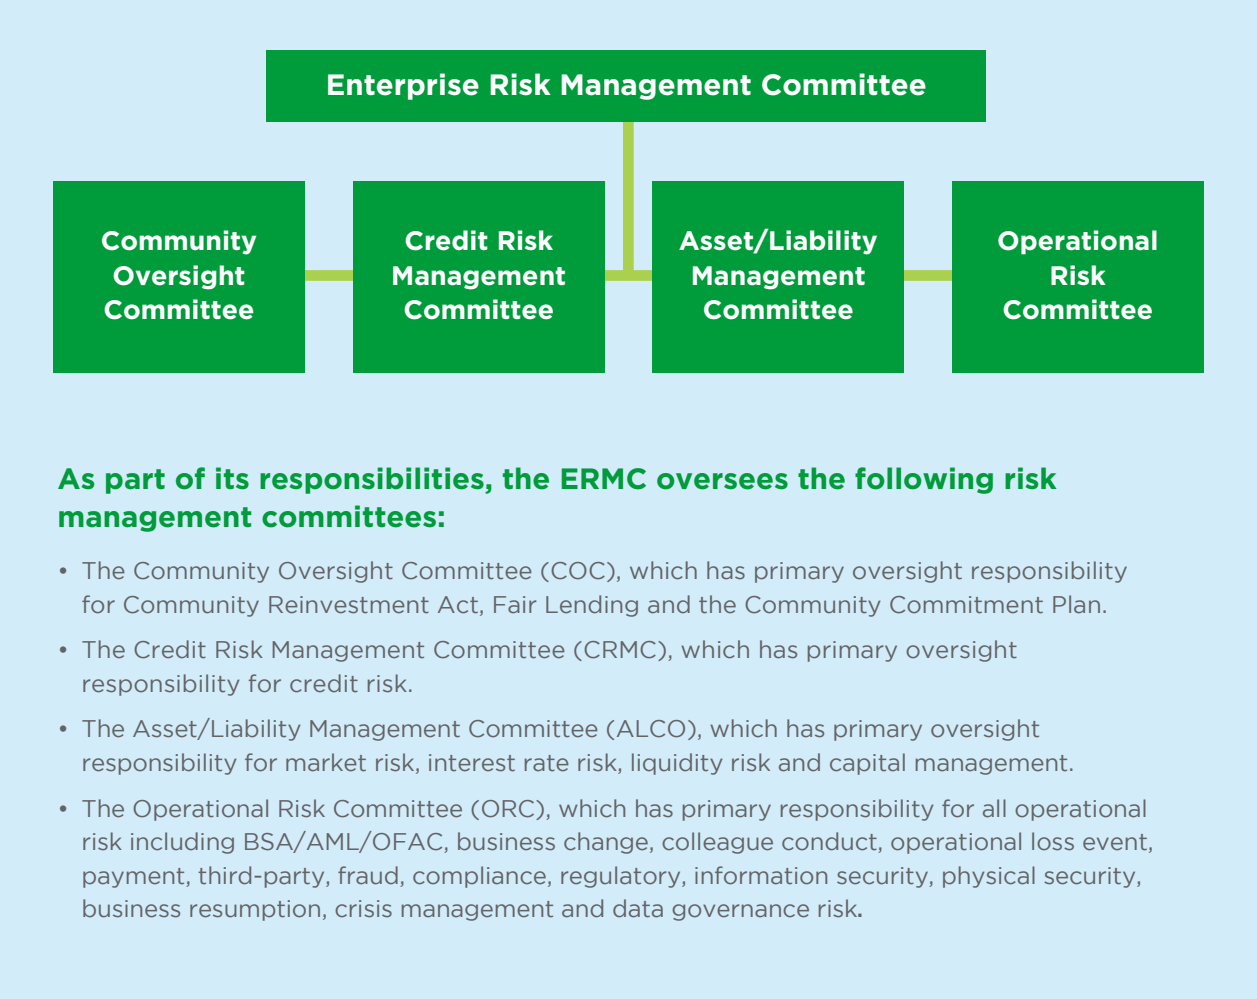 Enterprise Risk Management Committee
Community
Oversight
Committee
Credit Risk
Management
Committee
Asset/Liability
Management
Committee
Operational
Risk
Committee
As part of its responsibilities, the ERMC oversees the following risk
management committees:
• The Community Oversight Committee (COC), which has primary oversight responsibility
for Community Reinvestment Act, Fair Lending and the Community Commitment Plan.
• The Credit Risk Management Committee (CRMC), which has primary oversight
responsibility for credit risk.
• The Asset/Liability Management Committee (ALCO), which has primary oversight
responsibility for market risk, interest rate risk, liquidity risk and capital management.
• The Operational Risk Committee (ORC), which has primary responsibility for all operational
risk including BSA/AML/OFAC, business change, colleague conduct, operational loss event,
payment, third-party, fraud, compliance, regulatory, information security, physical security,
business resumption, crisis management and data governance risk.